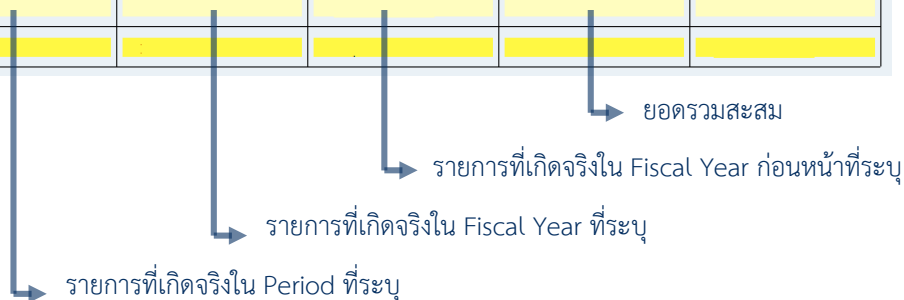 ยอดรวมสะสม
รายการที่เกิดจริงใน Fiscal Year ก่อนหน้าที่ระบุ
รายการที่เกิดจริงใน Fiscal Year ที่ระบุ
รายการที่เกิดจริงใน Period ที่ระบุ